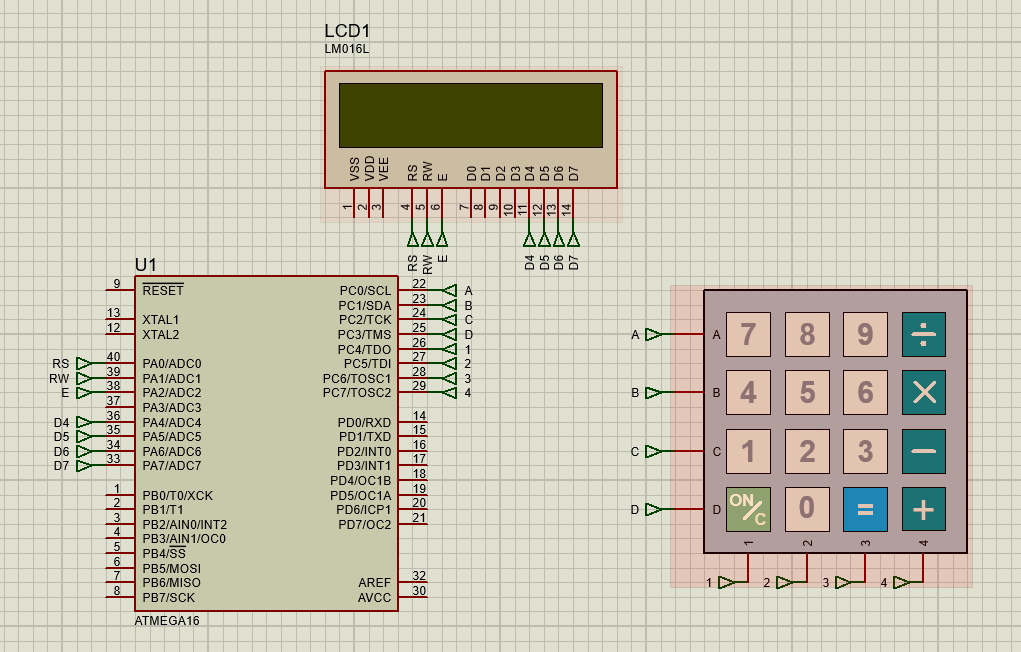 LCD1
LM016L
VSS VDD VEE RS RW E D0 D1 D2 D3 D4 D5 D6 D7
1 2 3 4 5 6 7 8 9 10 11 12 13 14
RS RW E D4 D5 D6 D7
U1
9 RESET PC0/SCL 22 A
PC1/SDA 23 B
13 XTAL1 PC2/TCK 24 C
12 XTAL2 PC3/TMS 25 D
PC4/TDO 26 1
RS 40 PA0/ADC0 PC5/TDI 27 2
RW 39 PA1/ADC1 PC6/TOSC1 28 3
E 38 PA2/ADC2 PC7/TOSC2 29 4
37 PA3/ADC3
D4 36 PA4/ADC4 PD0/RXD 14
D5 35 PA5/ADC5 PD1/TXD 15
D6 34 PA6/ADC6 PD2/INT0 16
D7 33 PA7/ADC7 PD3/INT1 17
PD4/OC1B 18
1 PB0/T0/XCK PD5/OC1A 19
2 PB1/T1 PD6/ICP1 20
3 PB2/AIN0/INT2 PD7/OC2 21
4 PB3/AIN1/OC0
5 PB4/SS
6 PB5/MOSI
7 PB6/MISO AREF 32
8 PB7/SCK AVCC 30
ATMEGA16
A A 7 8 9 ÷
B B 4 5 6 ×
C C 1 2 3 −
D D ON/C 0 = +
1 2 3 4
1 2 3 4